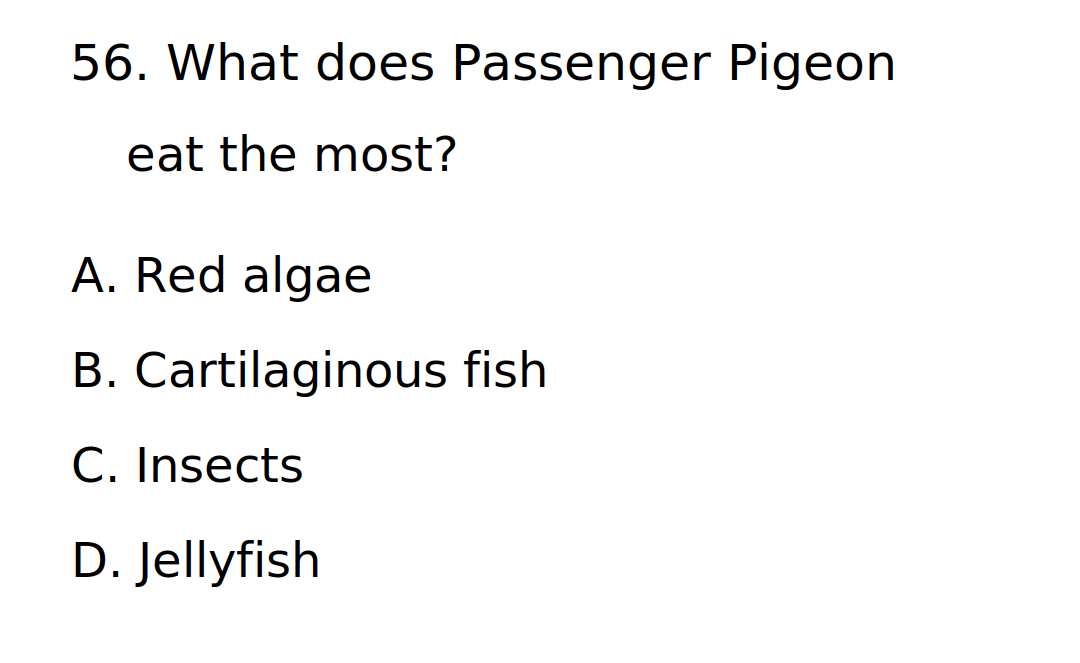 56. What does Passenger Pigeon
eat the most?
A. Red algae
B. Cartilaginous fish
C. Insects
D. Jellyfish